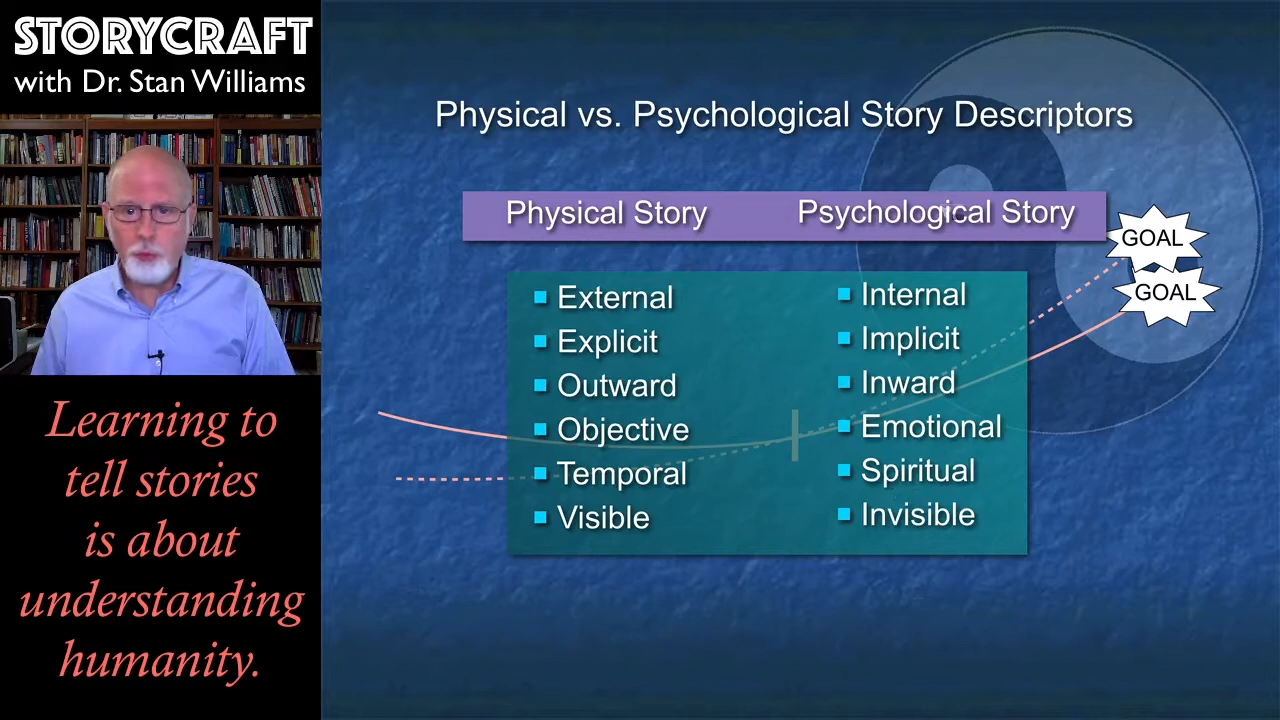 STORYCRAFT
with Dr. Stan Williams
Learning to
tell stories
is about
understanding
humanity.
Physical vs. Psychological Story Descriptors
Physical Story
Psychological Story
External
Explicit
Outward
Objective
Temporal
Visible
Internal
Implicit
Inward
Emotional
Spiritual
Invisible
GOAL
GOAL